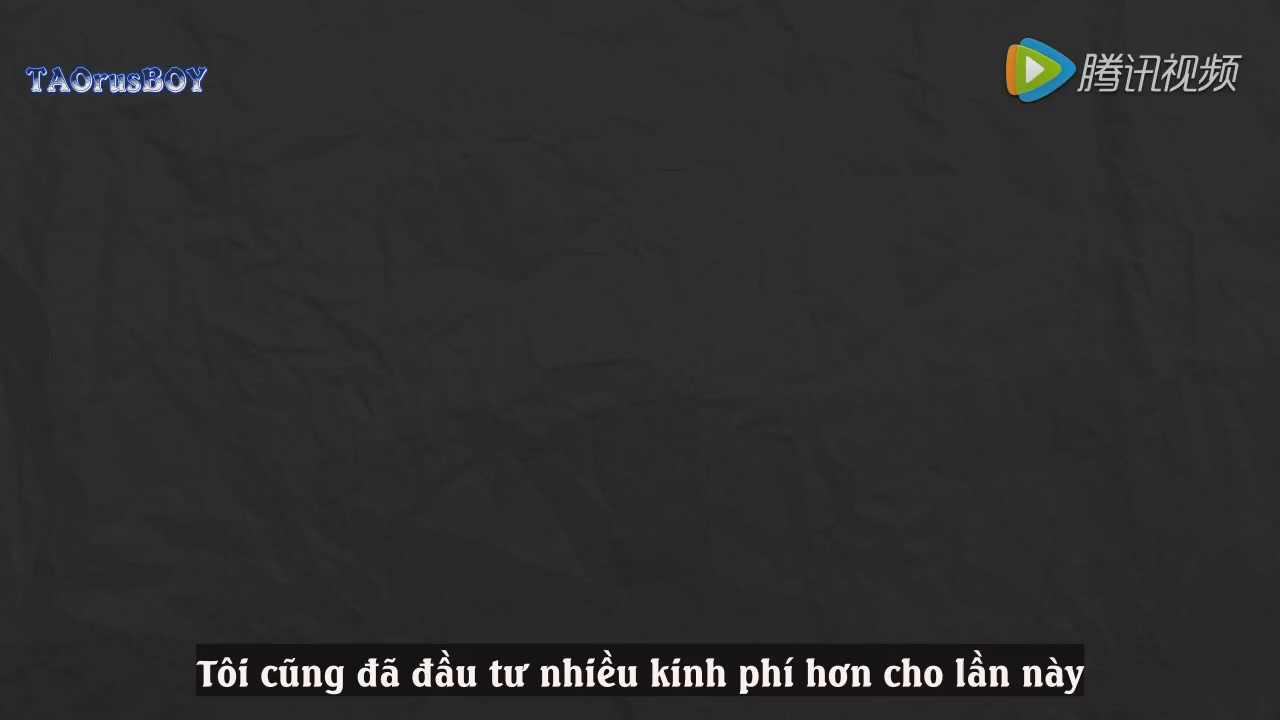 TAOrusBOY
腾讯视频
Tôi cũng đã đầu tư nhiều kinh phí hơn cho lần này